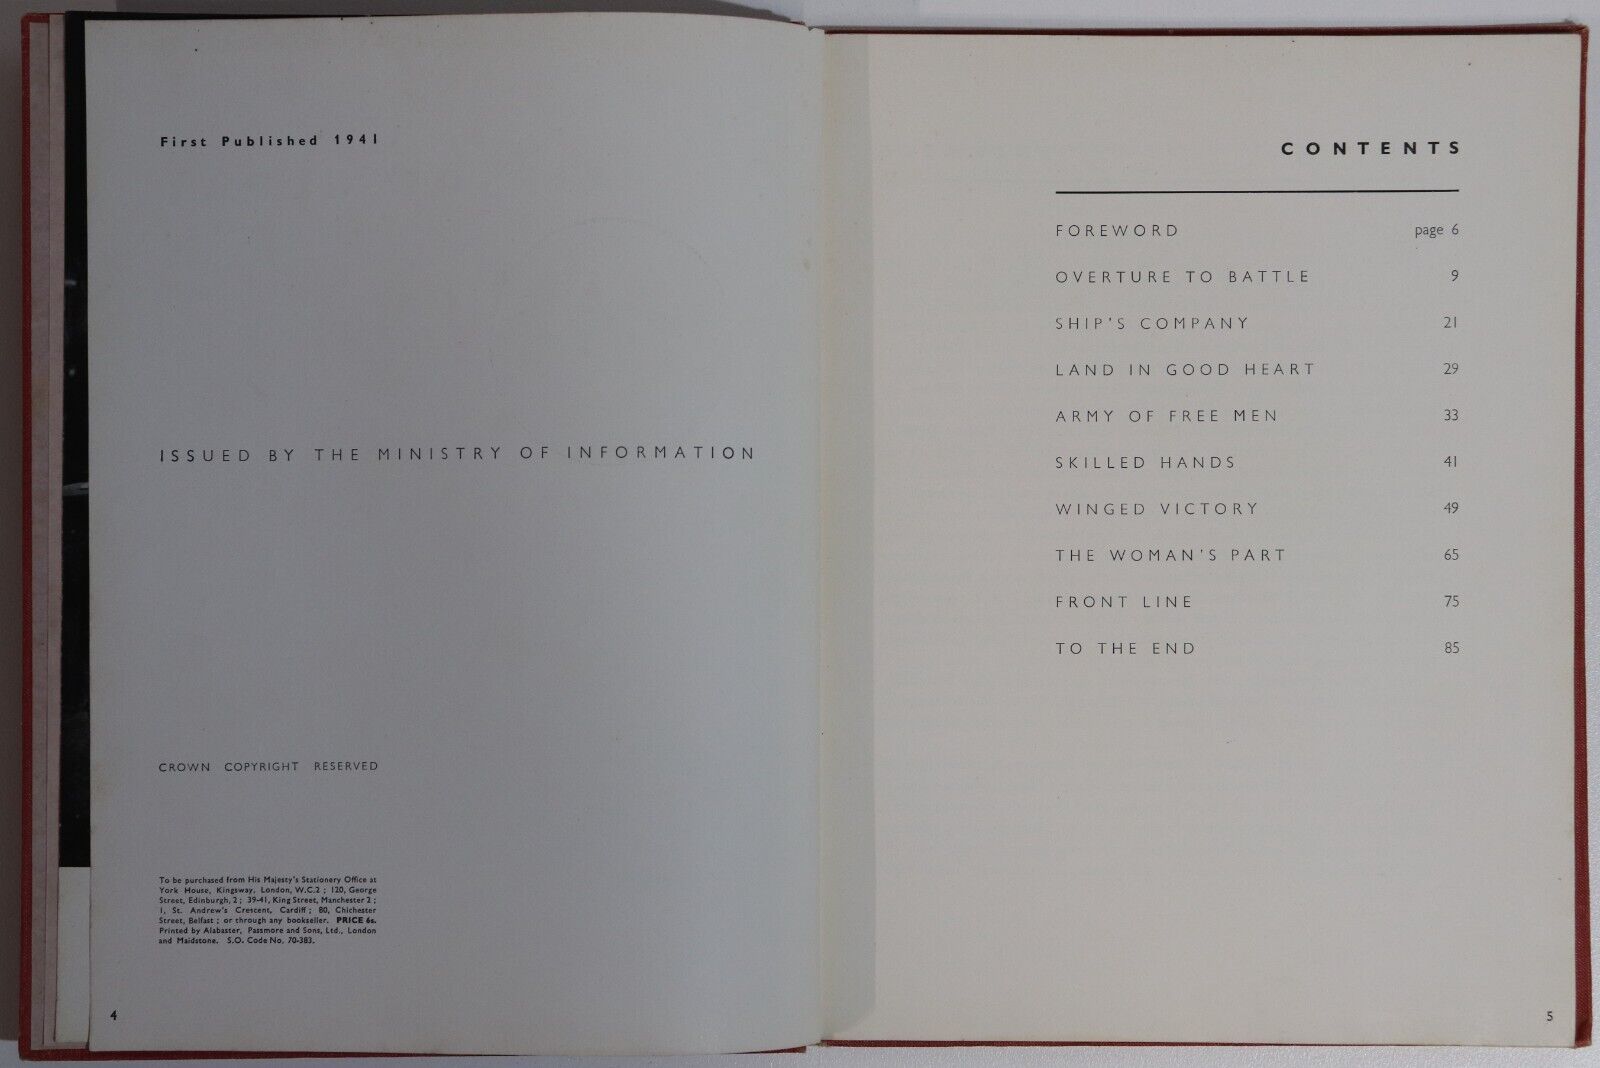 First Published 1941
ISSUED BY THE MINISTRY OF INFORMATION
CROWN COPYRIGHT RESERVED
To be purchased from His Majesty's Stationery Office at
York House, Kingsway, London, W.C.2 ; 120, George
Street, Edinburgh, 2 ; 39-41, King Street, Manchester 2 ;
1, St. Andrew's Crescent, Cardiff ; 80, Chichester
Street, Belfast ; or through any bookseller. PRICE 6s.
Printed by Alabaster, Passmore and Sons, Ltd., London
and Maidstone. S.O. Code No. 70-383.
4
CONTENTS
FOREWORD page 6
OVERTURE TO BATTLE 9
SHIP'S COMPANY 21
LAND IN GOOD HEART 29
ARMY OF FREE MEN 33
SKILLED HANDS 41
WINGED VICTORY 49
THE WOMAN'S PART 65
FRONT LINE 75
TO THE END 85
5